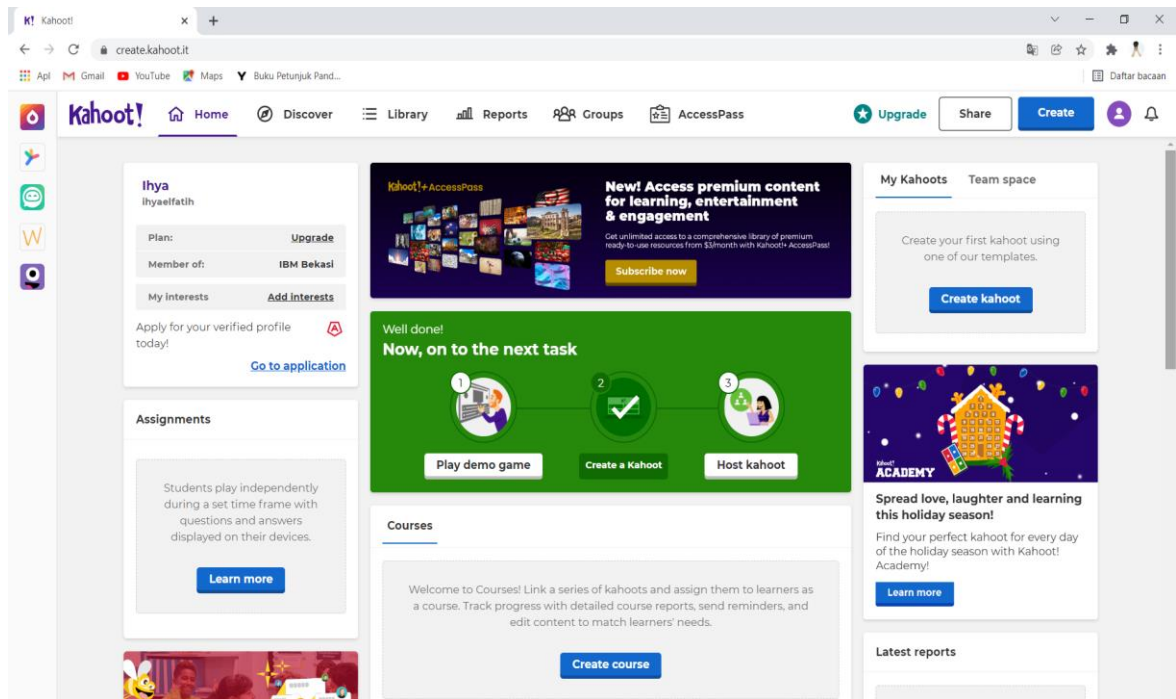 K! Kahoot!
create.kahoot.it
Apl Gmail YouTube Maps Buku Petunjuk Pand... Daftar bacaan
Kahoot! Home Discover Library Reports Groups AccessPass Upgrade Share Create
Ihya
ihyaelfatih
Plan: Upgrade
Member of: IBM Bekasi
My interests Add interests
Apply for your verified profile
today!
Go to application
Assignments
Students play independently
during a set time frame with
questions and answers
displayed on their devices.
Learn more
Kahoot!+ AccessPass
New! Access premium content
for learning, entertainment
& engagement
Get unlimited access to a comprehensive library of premium
ready-to-use resources from $3/month with Kahoot!+ AccessPass!
Subscribe now
Well done!
Now, on to the next task
1 2 3
Play demo game Create a Kahoot Host kahoot
Courses
Welcome to Courses! Link a series of kahoots and assign them to learners as
a course. Track progress with detailed course reports, send reminders, and
edit content to match learners' needs.
Create course
My Kahoots Team space
Create your first kahoot using
one of our templates.
Create kahoot
Kahoot!
ACADEMY
Spread love, laughter and learning
this holiday season!
Find your perfect kahoot for every day
of the holiday season with Kahoot!
Academy!
Learn more
Latest reports